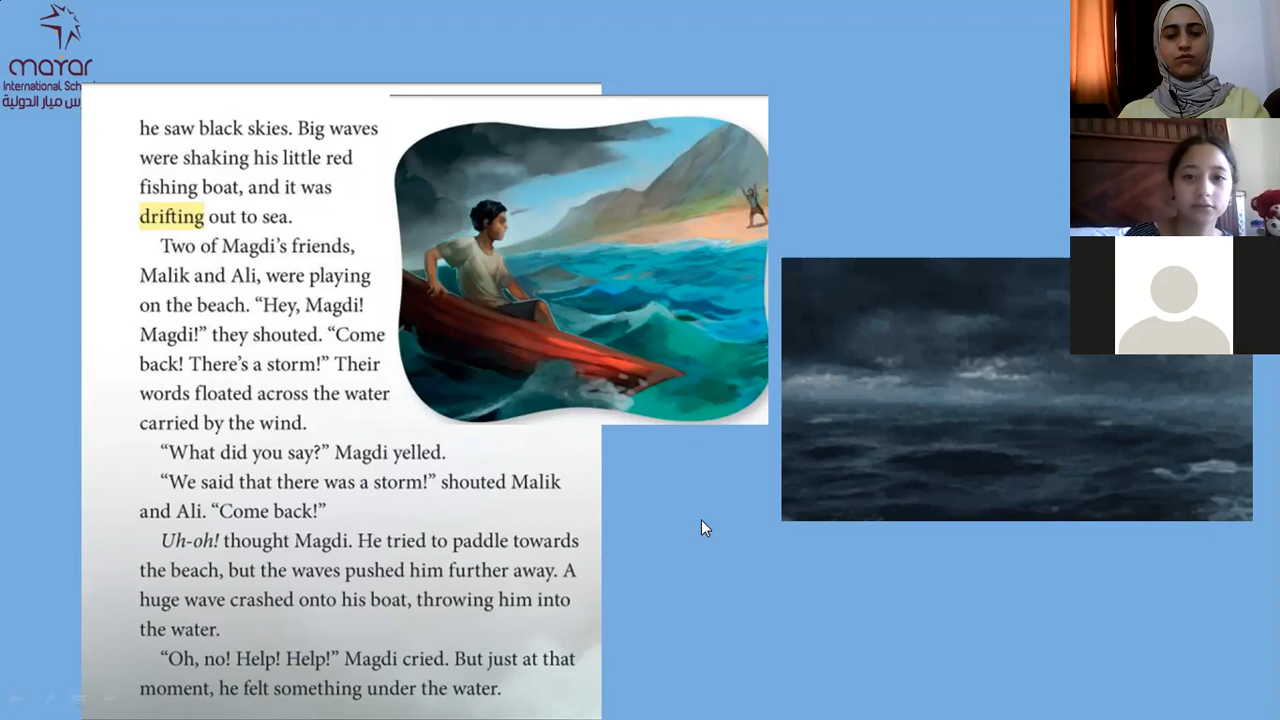 mayar
International Sch
رس ميار الدولية
he saw black skies. Big waves
were shaking his little red
fishing boat, and it was
drifting out to sea.
Two of Magdi’s friends,
Malik and Ali, were playing
on the beach. “Hey, Magdi!
Magdi!” they shouted. “Come
back! There’s a storm!” Their
words floated across the water
carried by the wind.
“What did you say?” Magdi yelled.
“We said that there was a storm!” shouted Malik
and Ali. “Come back!”
Uh-oh! thought Magdi. He tried to paddle towards
the beach, but the waves pushed him further away. A
huge wave crashed onto his boat, throwing him into
the water.
“Oh, no! Help! Help!” Magdi cried. But just at that
moment, he felt something under the water.